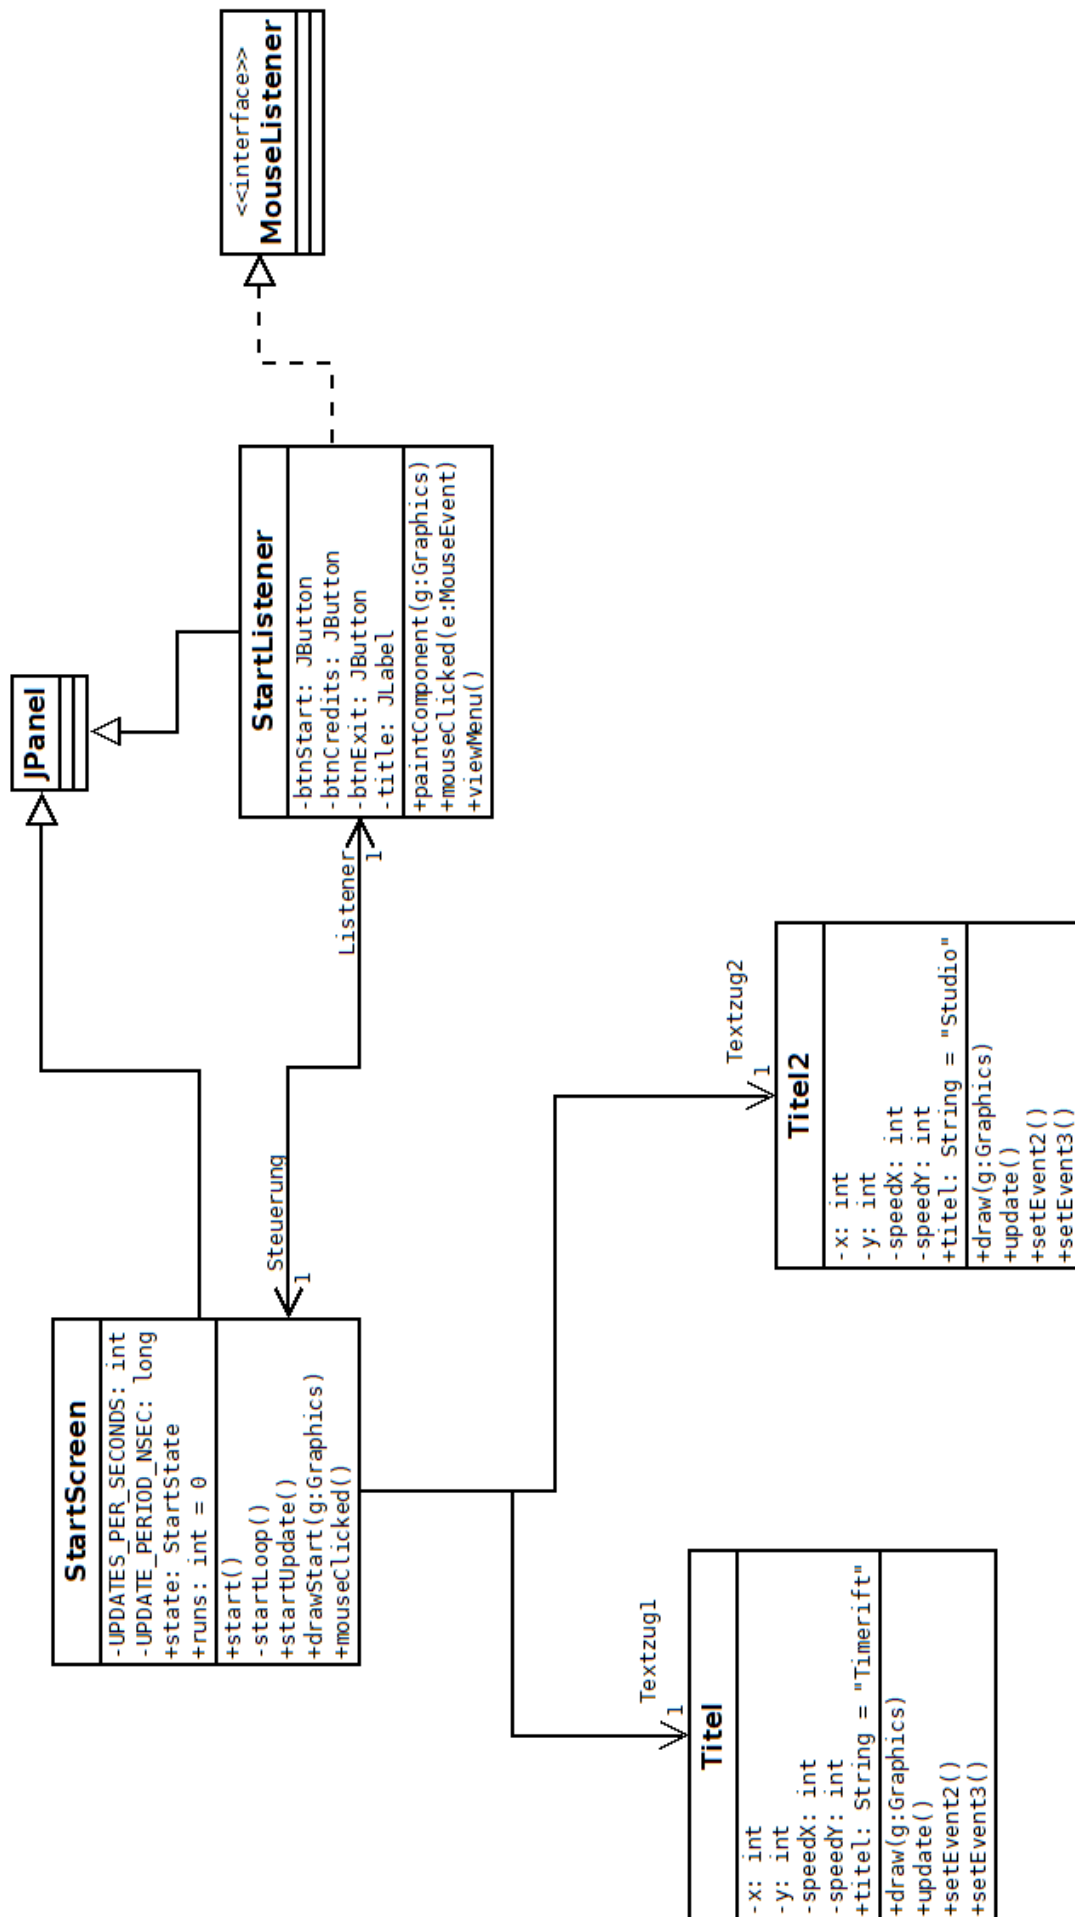 JPanel
<<interface>>
MouseListener
StartScreen
-UPDATES_PER_SECONDS: int
-UPDATE_PERIOD_NSEC: long
+state: StartState
+runs: int = 0
+start()
-startLoop()
+startUpdate()
+drawStart(g:Graphics)
+mouseClicked()
Steuerung
1
Listener
1
StartListener
-btnStart: JButton
-btnCredits: JButton
-btnExit: JButton
-title: JLabel
+paintComponent(g:Graphics)
+mouseClicked(e:MouseEvent)
+viewMenu()
Textzug1
1
Titel
-x: int
-y: int
-speedX: int
-speedY: int
+titel: String = "Timerift"
+draw(g:Graphics)
+update()
+setEvent2()
+setEvent3()
Textzug2
1
Titel2
-x: int
-y: int
-speedX: int
-speedY: int
+titel: String = "Studio"
+draw(g:Graphics)
+update()
+setEvent2()
+setEvent3()